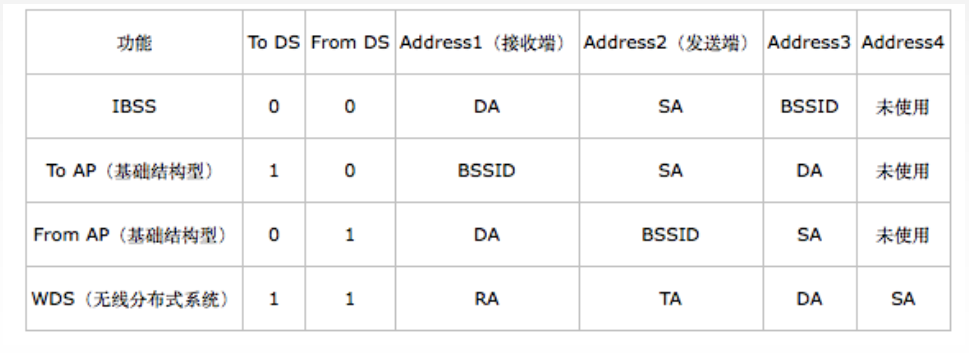 功能 To DS From DS Address1（接收端） Address2（发送端） Address3 Address4
IBSS 0 0 DA SA BSSID 未使用
To AP（基础结构型） 1 0 BSSID SA DA 未使用
From AP（基础结构型） 0 1 DA BSSID SA 未使用
WDS（无线分布式系统） 1 1 RA TA DA SA